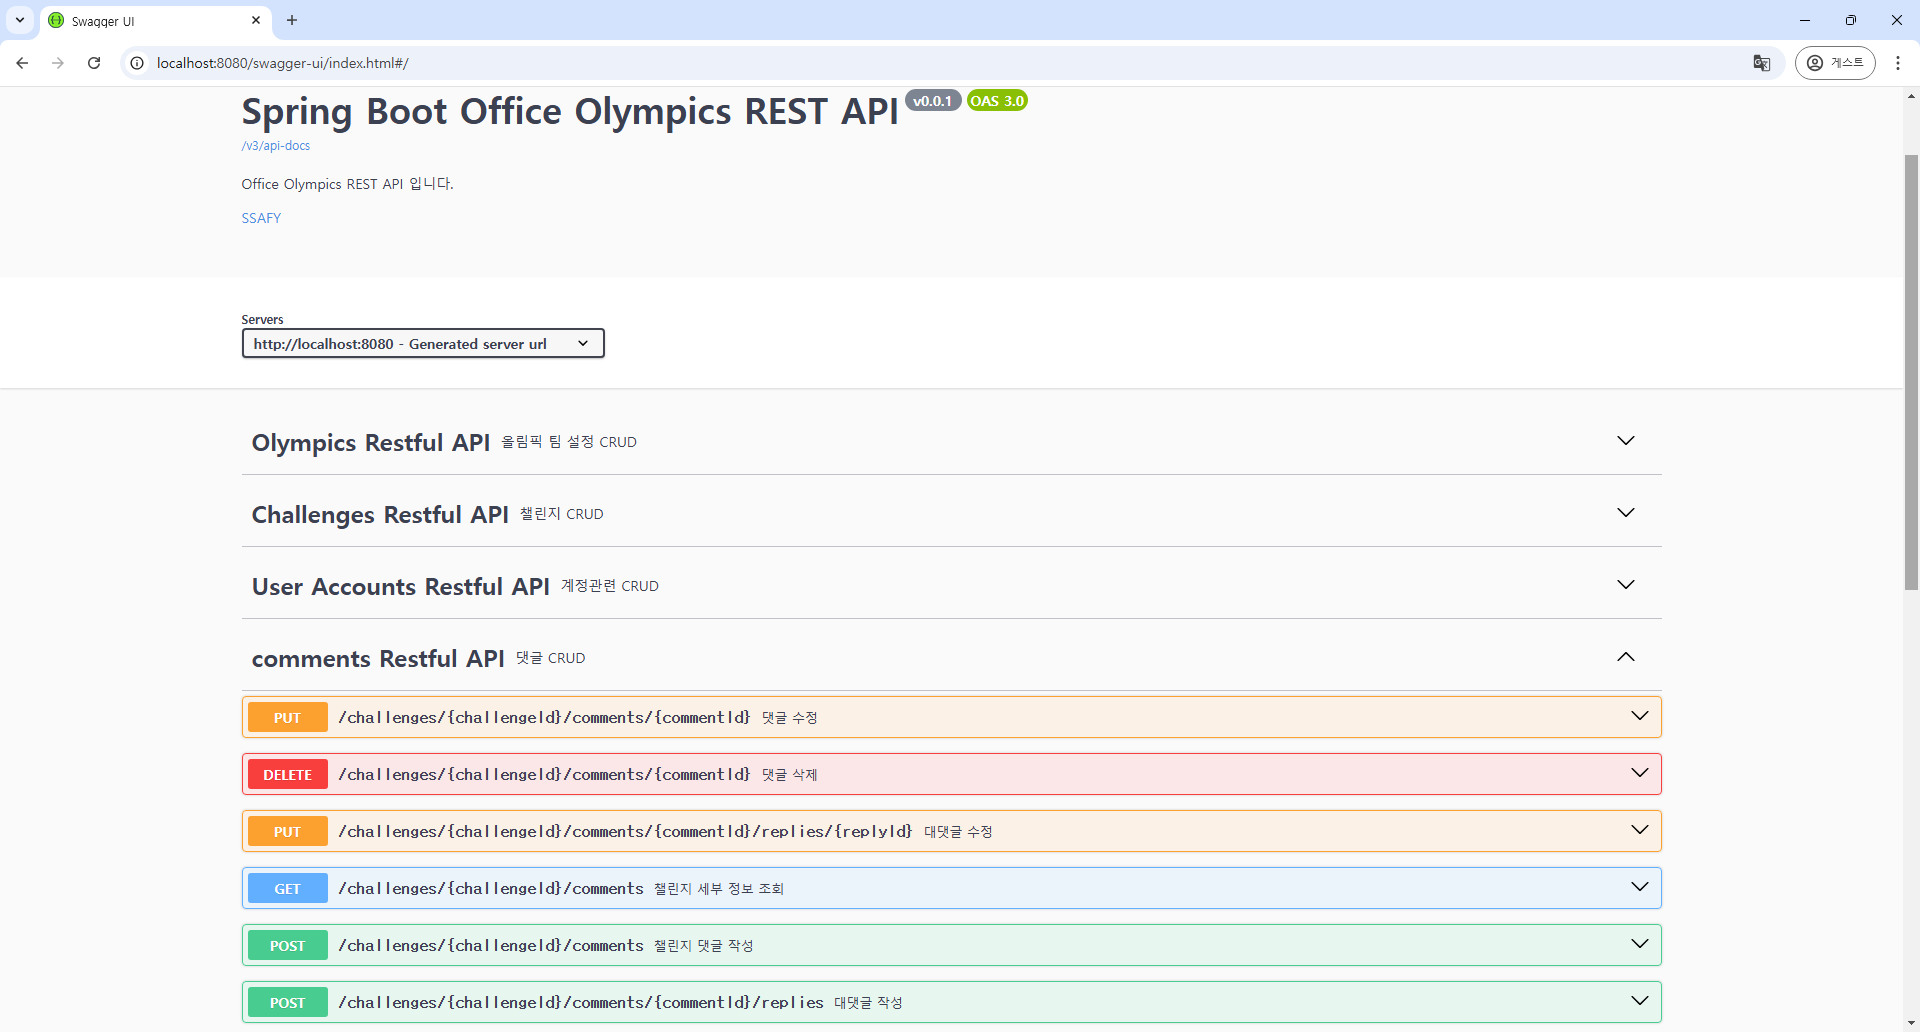 Swagger UI
localhost:8080/swagger-ui/index.html#/
게스트
Spring Boot Office Olympics REST API v0.0.1 OAS 3.0
/v3/api-docs
Office Olympics REST API 입니다.
SSAFY
Servers
http://localhost:8080 - Generated server url
Olympics Restful API 올림픽 팀 설정 CRUD
Challenges Restful API 챌린지 CRUD
User Accounts Restful API 계정관련 CRUD
comments Restful API 댓글 CRUD
PUT /challenges/{challengeId}/comments/{commentId} 댓글 수정
DELETE /challenges/{challengeId}/comments/{commentId} 댓글 삭제
PUT /challenges/{challengeId}/comments/{commentId}/replies/{replyId} 대댓글 수정
GET /challenges/{challengeId}/comments 챌린지 세부 정보 조회
POST /challenges/{challengeId}/comments 챌린지 댓글 작성
POST /challenges/{challengeId}/comments/{commentId}/replies 대댓글 작성